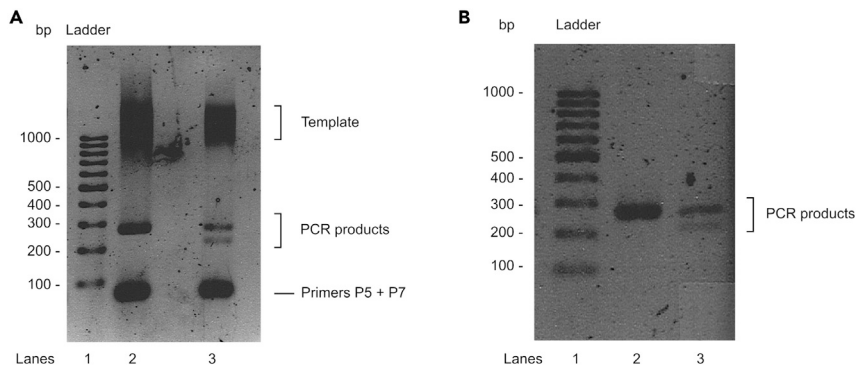 A
bp Ladder
1000 -
500 -
400 -
300 -
200 -
100 -
Template
PCR products
Primers P5 + P7
Lanes 1 2 3
B
bp Ladder
1000 -
500 -
400 -
300 -
200 -
100 -
PCR products
Lanes 1 2 3